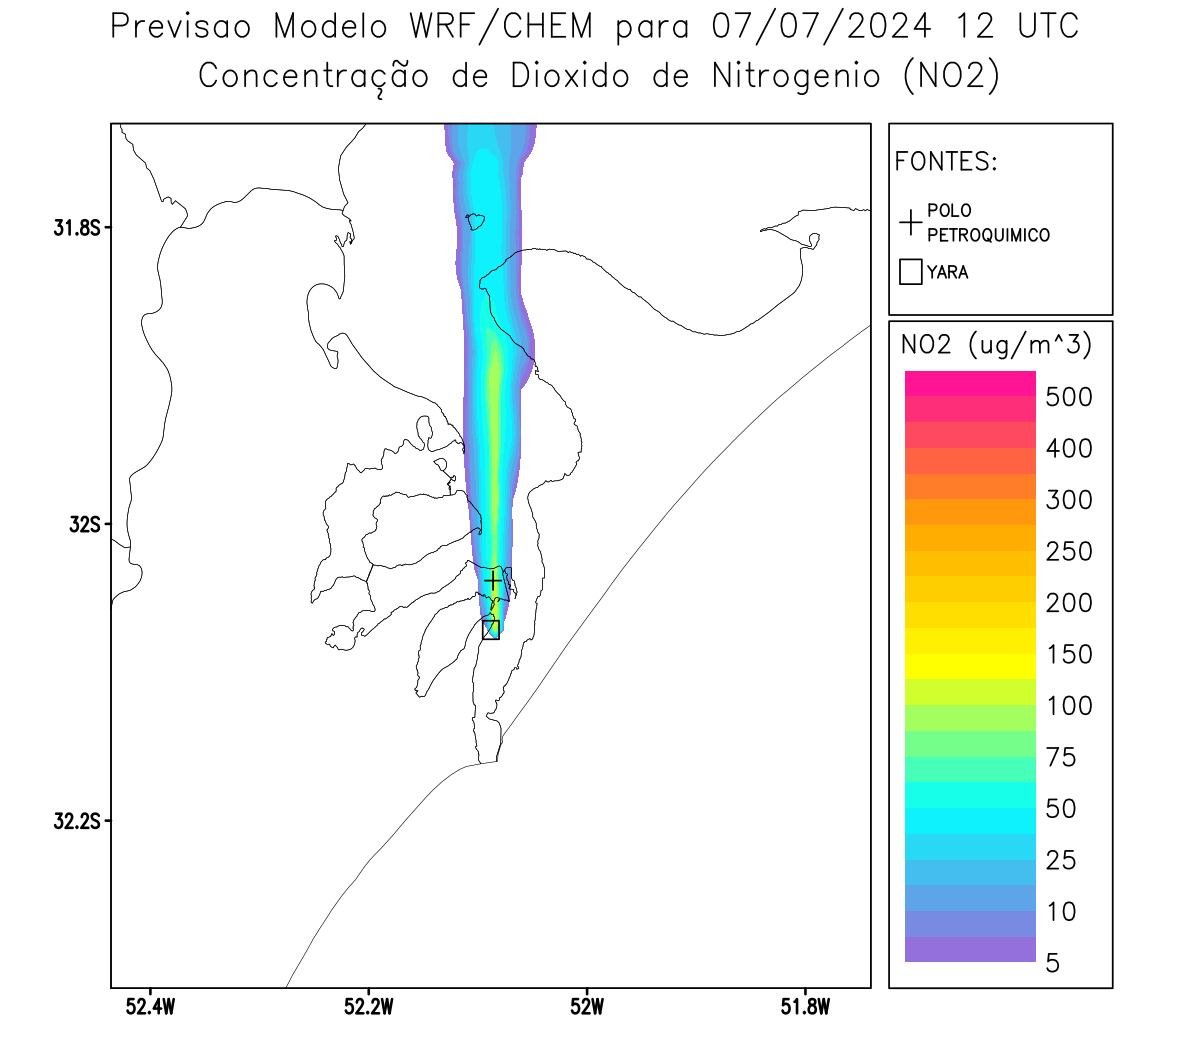 Previsao Modelo WRF/CHEM para 07/07/2024 12 UTC
Concentração de Dioxido de Nitrogenio (NO2)
FONTES:
POLO
PETROQUIMICO
YARA
NO2 (ug/m^3)
500
400
300
250
200
150
100
75
50
25
10
5
31.8S
32S
32.2S
52.4W
52.2W
52W
51.8W